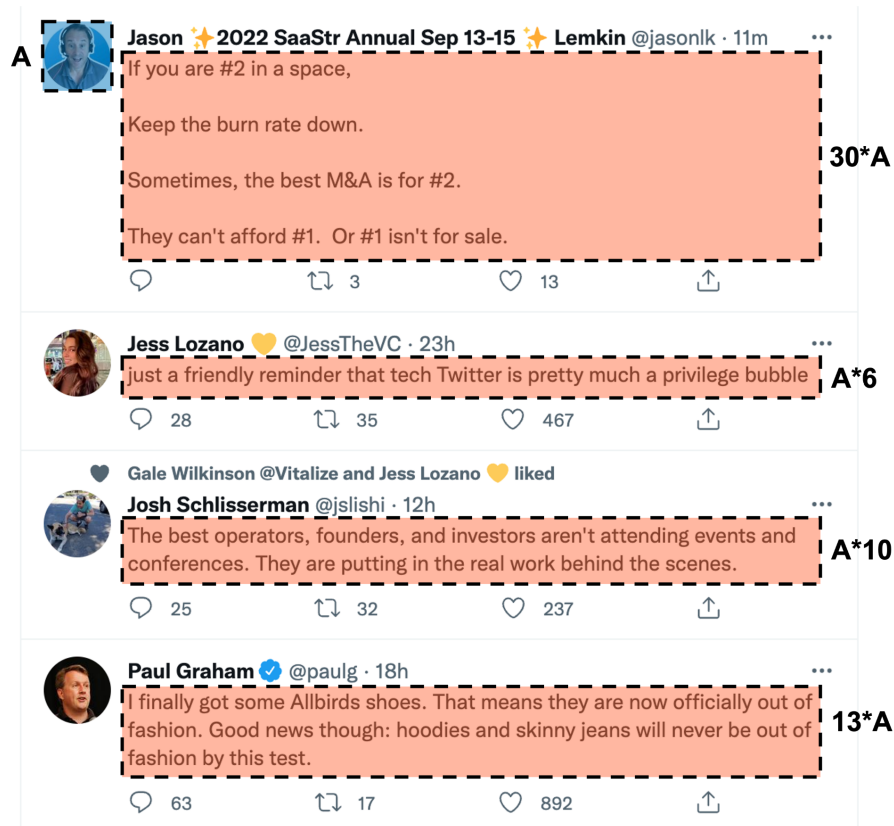 A
Jason ✨2022 SaaStr Annual Sep 13-15 ✨ Lemkin @jasonlk · 11m
If you are #2 in a space,
Keep the burn rate down.
Sometimes, the best M&A is for #2.
They can't afford #1.  Or #1 isn't for sale.
30*A
3 13
Jess Lozano 💛 @JessTheVC · 23h
just a friendly reminder that tech Twitter is pretty much a privilege bubble
A*6
28 35 467
Gale Wilkinson @Vitalize and Jess Lozano 💛 liked
Josh Schlisserman @jslishi · 12h
The best operators, founders, and investors aren't attending events and
conferences. They are putting in the real work behind the scenes.
A*10
25 32 237
Paul Graham @paulg · 18h
I finally got some Allbirds shoes. That means they are now officially out of
fashion. Good news though: hoodies and skinny jeans will never be out of
fashion by this test.
13*A
63 17 892